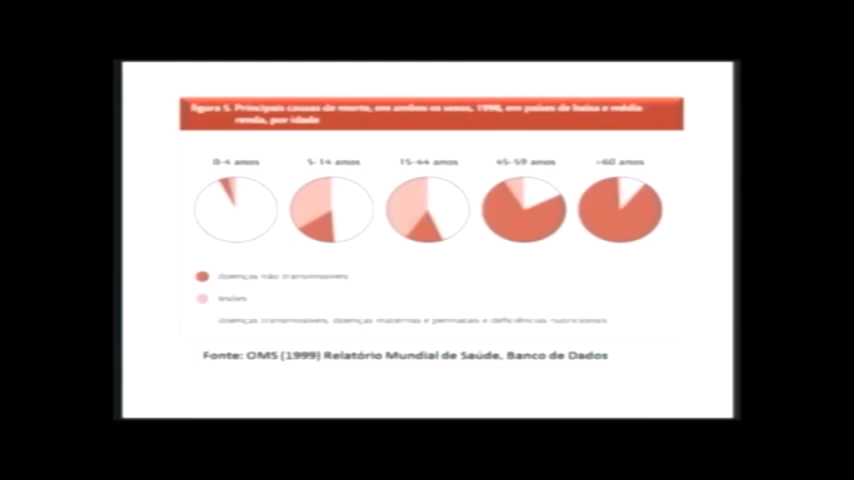 figura 5. Principais causas de morte, em ambos os sexos, 1998, em países de baixa e média
renda, por idade
0-4 anos 5-14 anos 15-44 anos 45-59 anos >60 anos
doenças não transmissíveis
lesões
doenças transmissíveis, doenças maternas e perinatais e deficiências nutricionais
Fonte: OMS (1999) Relatório Mundial de Saúde, Banco de Dados